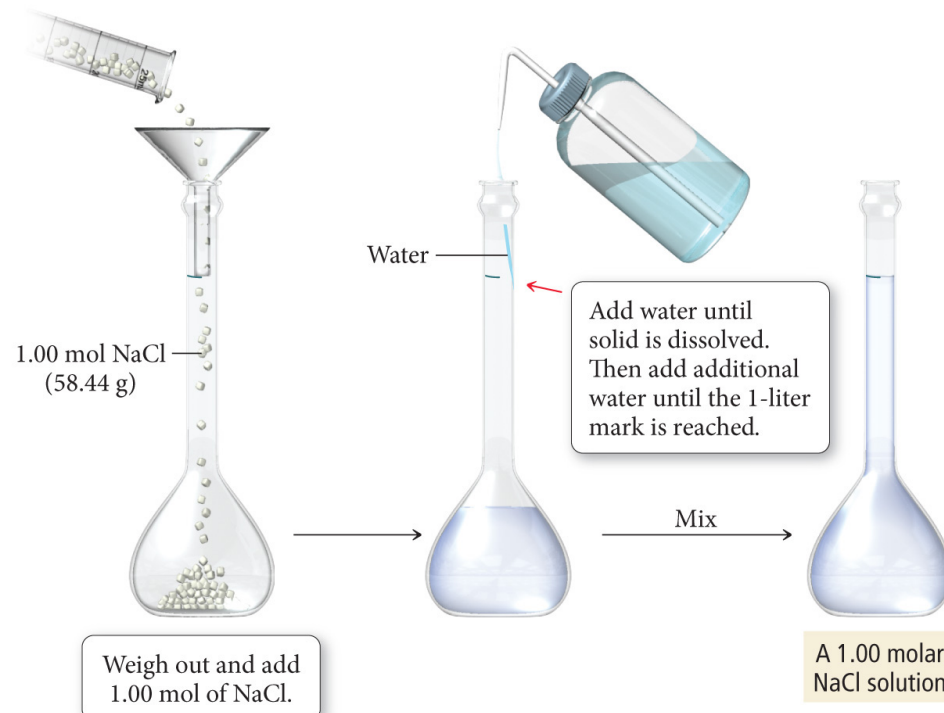 1.00 mol NaCl
(58.44 g)
Weigh out and add
1.00 mol of NaCl.
Water
Add water until
solid is dissolved.
Then add additional
water until the 1-liter
mark is reached.
Mix
A 1.00 molar
NaCl solution